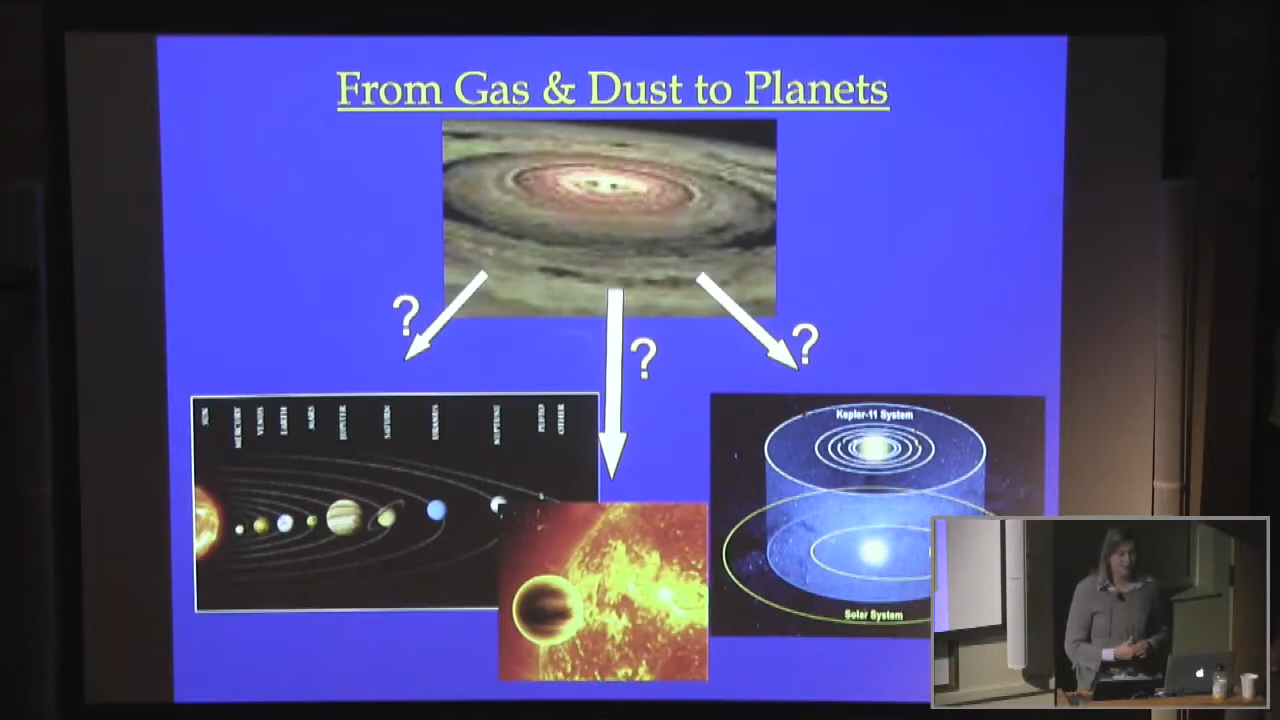 From Gas & Dust to Planets
?
?
?
SUN
MERCURY
VENUS
EARTH
MARS
JUPITER
SATURN
URANUS
NEPTUNE
PLUTO
OTHER
Kepler-11 System
Solar System